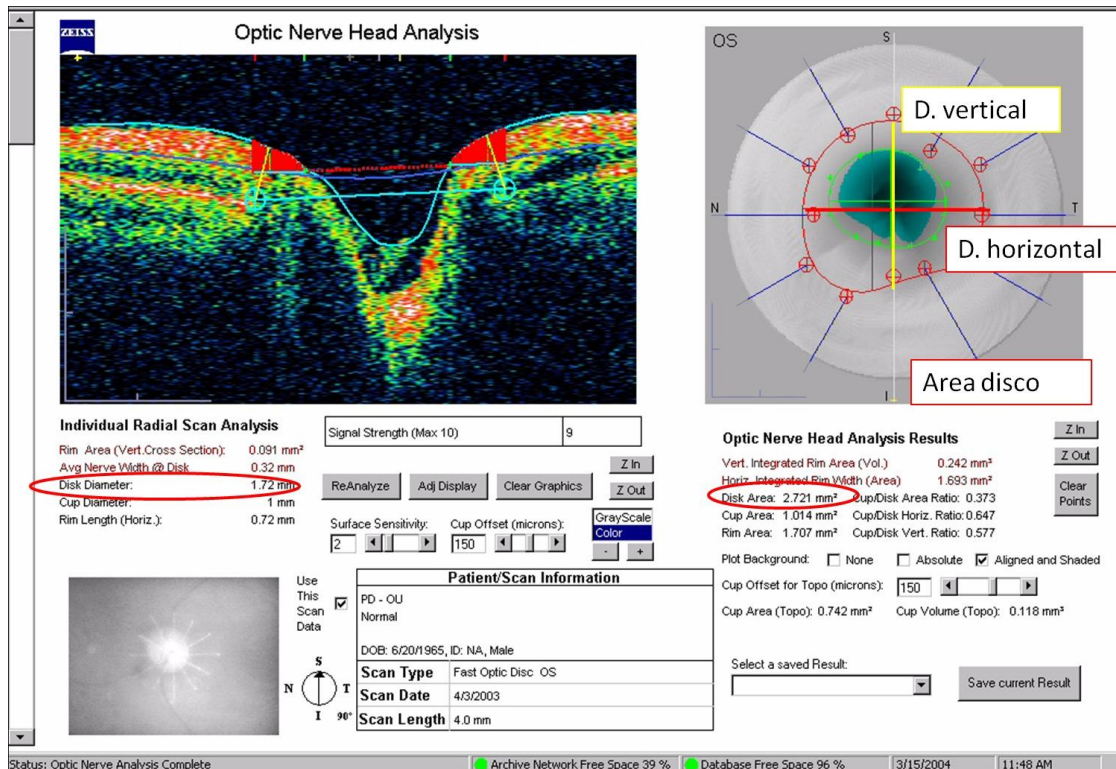 ZEISS
Optic Nerve Head Analysis
OS
S
D. vertical
N
T
D. horizontal
Area disco
I
Individual Radial Scan Analysis
Rim Area (Vert.Cross Section): 0.091 mm²
Avg Nerve Width @ Disk 0.32 mm
Disk Diameter: 1.72 mm
Cup Diameter: 1 mm
Rim Length (Horiz.): 0.72 mm
Signal Strength (Max 10) 9
Z In
Z Out
ReAnalyze Adj Display Clear Graphics
Surface Sensitivity: Cup Offset (microns):
2 150
GrayScale
Color
- +
Optic Nerve Head Analysis Results
Vert. Integrated Rim Area (Vol.) 0.242 mm³
Horiz. Integrated Rim Width (Area) 1.693 mm²
Disk Area: 2.721 mm² Cup/Disk Area Ratio: 0.373
Cup Area: 1.014 mm² Cup/Disk Horiz. Ratio: 0.647
Rim Area: 1.707 mm² Cup/Disk Vert. Ratio: 0.577
Z In
Z Out
Clear
Points
Plot Background: None Absolute Aligned and Shaded
Cup Offset for Topo (microns): 150
Cup Area (Topo): 0.742 mm² Cup Volume (Topo): 0.118 mm³
Select a saved Result:
Save current Result
Use
This
Scan
Data
S
N T
I 90°
Patient/Scan Information
PD - OU
Normal
DOB: 6/20/1965, ID: NA, Male
Scan Type Fast Optic Disc OS
Scan Date 4/3/2003
Scan Length 4.0 mm
Status: Optic Nerve Analysis Complete Archive Network Free Space 39 % Database Free Space 96 % 3/15/2004 11:48 AM